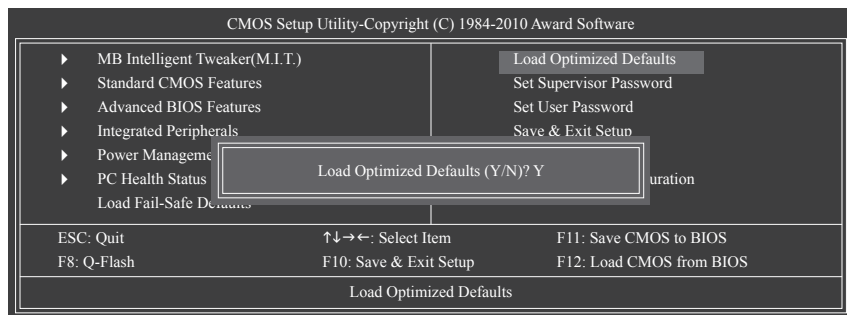 CMOS Setup Utility-Copyright (C) 1984-2010 Award Software
MB Intelligent Tweaker(M.I.T.)
Standard CMOS Features
Advanced BIOS Features
Integrated Peripherals
Power Manageme
PC Health Status
Load Fail-Safe Defaults
Load Optimized Defaults
Set Supervisor Password
Set User Password
Save & Exit Setup
uration
Load Optimized Defaults (Y/N)? Y
ESC: Quit ↑↓→←: Select Item F11: Save CMOS to BIOS
F8: Q-Flash F10: Save & Exit Setup F12: Load CMOS from BIOS
Load Optimized Defaults